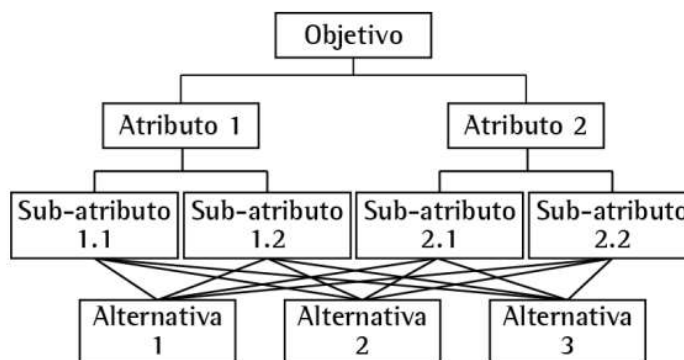 Objetivo
Atributo 1
Atributo 2
Sub-atributo
1.1
Sub-atributo
1.2
Sub-atributo
2.1
Sub-atributo
2.2
Alternativa
1
Alternativa
2
Alternativa
3